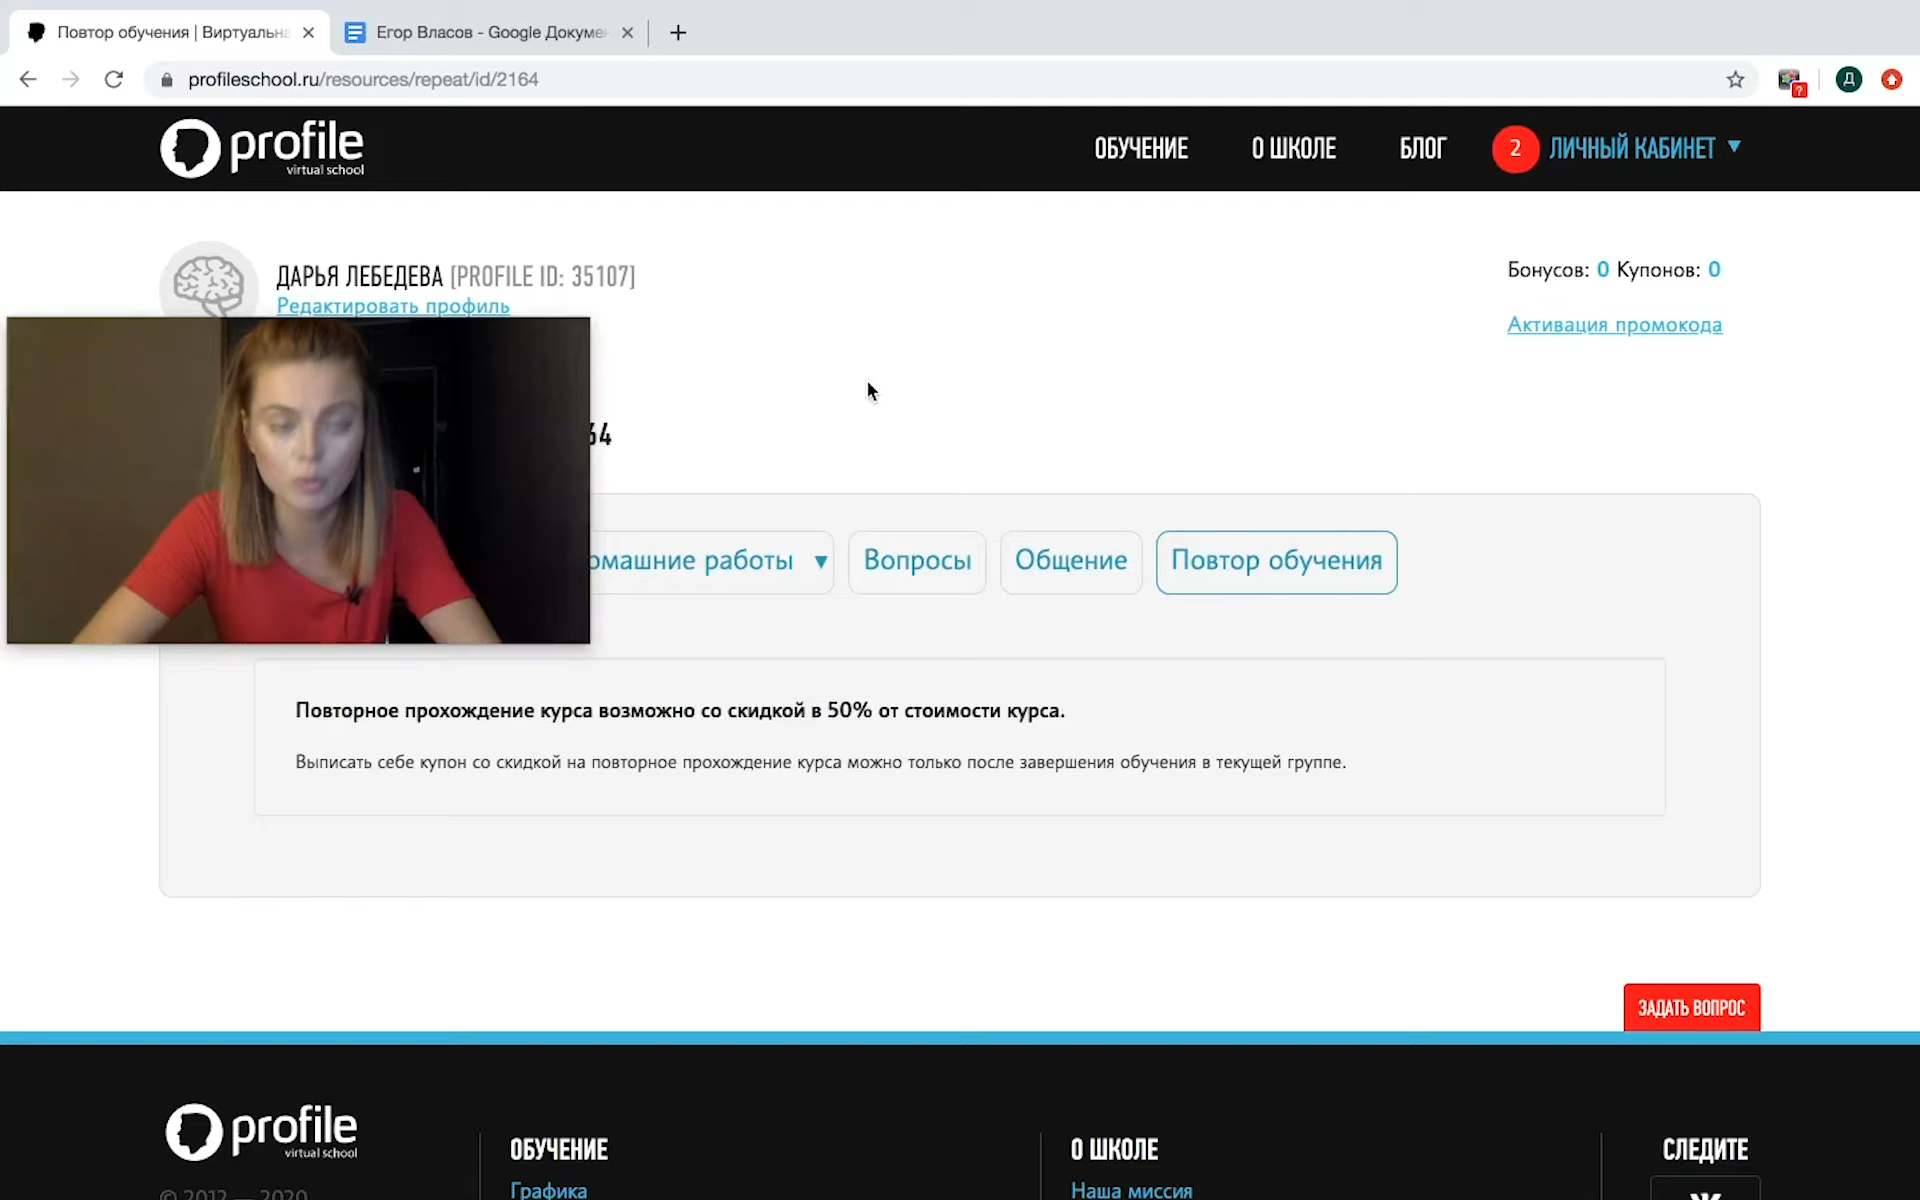 Повтор обучения | Виртуальна
Егор Власов - Google Докумен
profileschool.ru/resources/repeat/id/2164
?
Д
profile
virtual school
ОБУЧЕНИЕ
О ШКОЛЕ
БЛОГ
2
ЛИЧНЫЙ КАБИНЕТ
ДАРЬЯ ЛЕБЕДЕВА [PROFILE ID: 35107]
Редактировать профиль
Бонусов: 0 Купонов: 0
Активация промокода
64
омашние работы
Вопросы
Общение
Повтор обучения
Повторное прохождение курса возможно со скидкой в 50% от стоимости курса.
Выписать себе купон со скидкой на повторное прохождение курса можно только после завершения обучения в текущей группе.
ЗАДАТЬ ВОПРОС
profile
virtual school
© 2012 — 2020
ОБУЧЕНИЕ
Графика
О ШКОЛЕ
Наша миссия
СЛЕДИТЕ